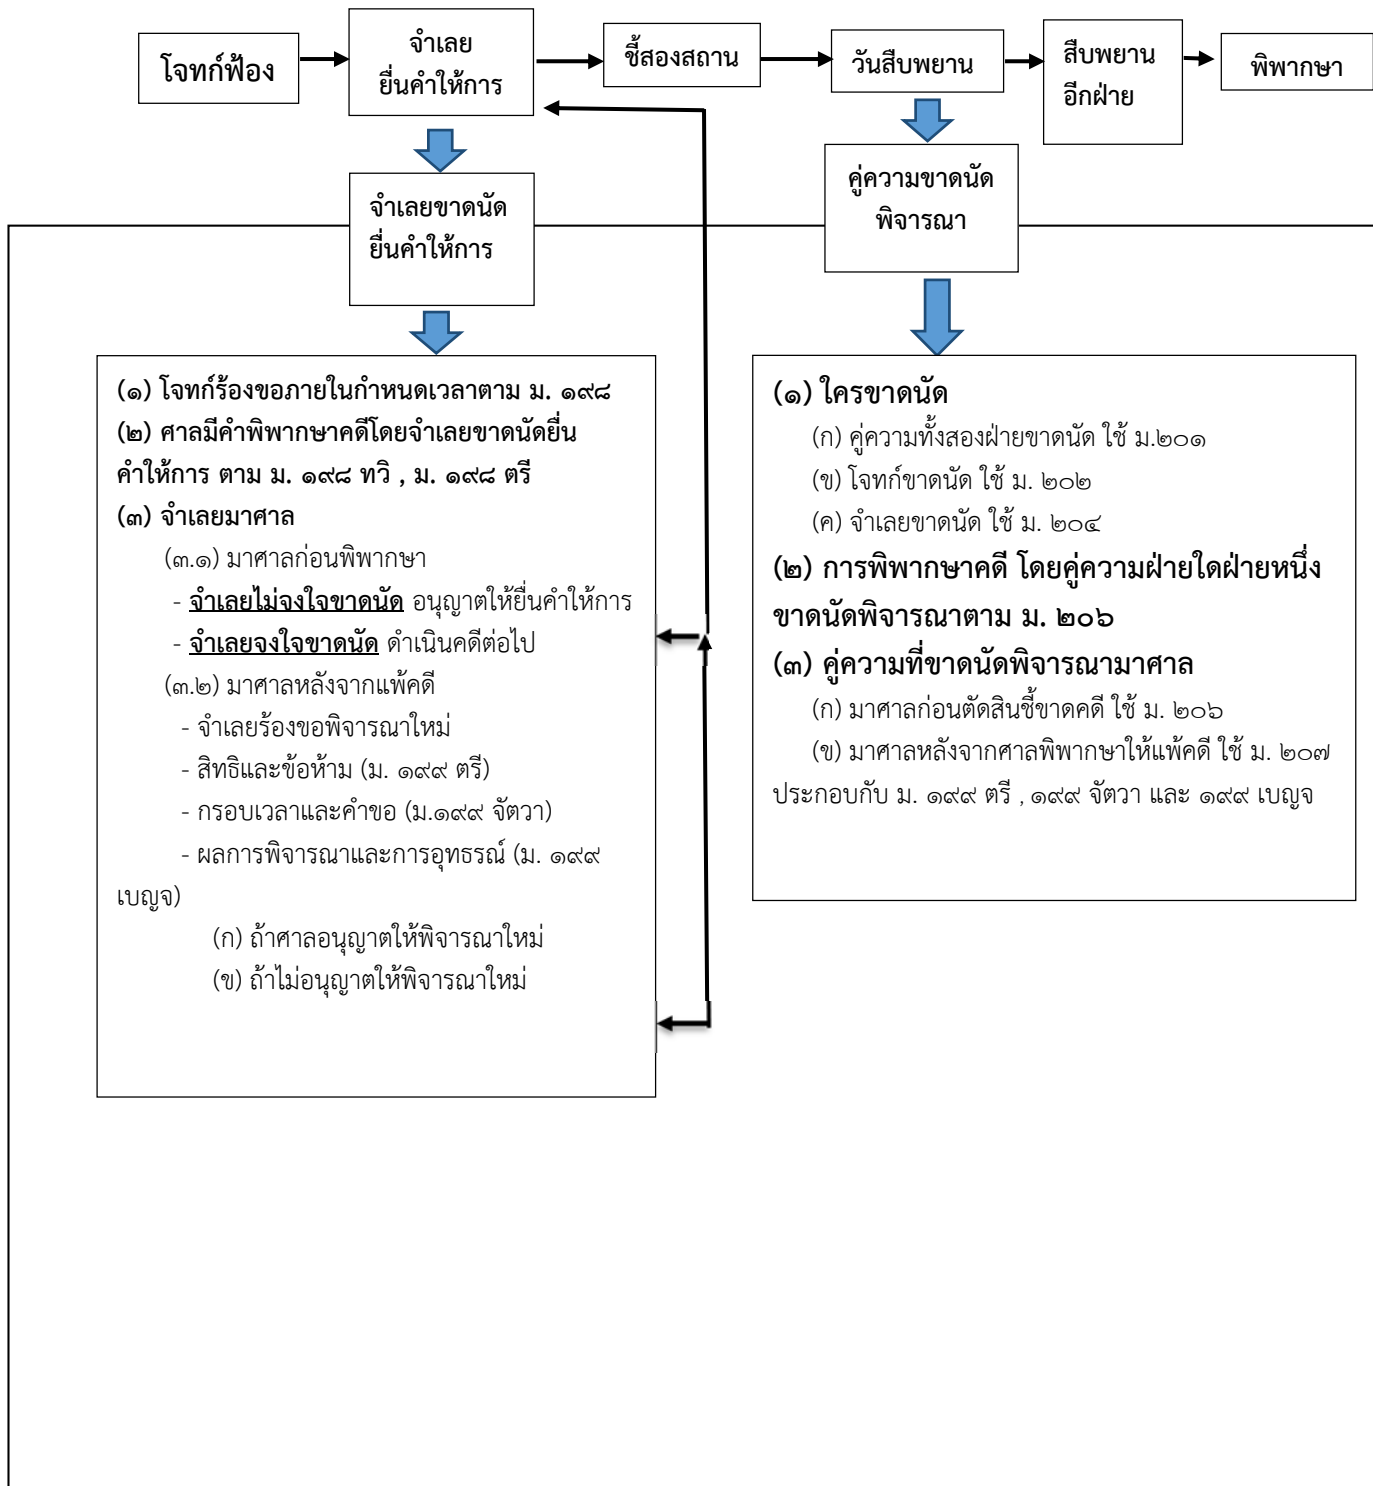 โจทก์ฟ้อง
จำเลย
ยื่นคำให้การ
ชี้สองสถาน
วันสืบพยาน
สืบพยาน
อีกฝ่าย
พิพากษา
จำเลยขาดนัด
ยื่นคำให้การ
คู่ความขาดนัด
พิจารณา
(๑) โจทก์ร้องขอภายในกำหนดเวลาตาม ม. ๑๙๘
(๒) ศาลมีคำพิพากษาคดีโดยจำเลยขาดนัดยื่น
คำให้การ ตาม ม. ๑๙๘ ทวิ , ม. ๑๙๘ ตรี
(๓) จำเลยมาศาล
(๓.๑) มาศาลก่อนพิพากษา
- จำเลยไม่จงใจขาดนัด อนุญาตให้ยื่นคำให้การ
- จำเลยจงใจขาดนัด ดำเนินคดีต่อไป
(๓.๒) มาศาลหลังจากแพ้คดี
- จำเลยร้องขอพิจารณาใหม่
- สิทธิและข้อห้าม (ม. ๑๙๙ ตรี)
- กรอบเวลาและคำขอ (ม.๑๙๙ จัตวา)
- ผลการพิจารณาและการอุทธรณ์ (ม. ๑๙๙
เบญจ)
(ก) ถ้าศาลอนุญาตให้พิจารณาใหม่
(ข) ถ้าไม่อนุญาตให้พิจารณาใหม่
(๑) ใครขาดนัด
(ก) คู่ความทั้งสองฝ่ายขาดนัด ใช้ ม.๒๐๑
(ข) โจทก์ขาดนัด ใช้ ม. ๒๐๒
(ค) จำเลยขาดนัด ใช้ ม. ๒๐๔
(๒) การพิพากษาคดี โดยคู่ความฝ่ายใดฝ่ายหนึ่ง
ขาดนัดพิจารณาตาม ม. ๒๐๖
(๓) คู่ความที่ขาดนัดพิจารณามาศาล
(ก) มาศาลก่อนตัดสินชี้ขาดคดี ใช้ ม. ๒๐๖
(ข) มาศาลหลังจากศาลพิพากษาให้แพ้คดี ใช้ ม. ๒๐๗
ประกอบกับ ม. ๑๙๙ ตรี , ๑๙๙ จัตวา และ ๑๙๙ เบญจ